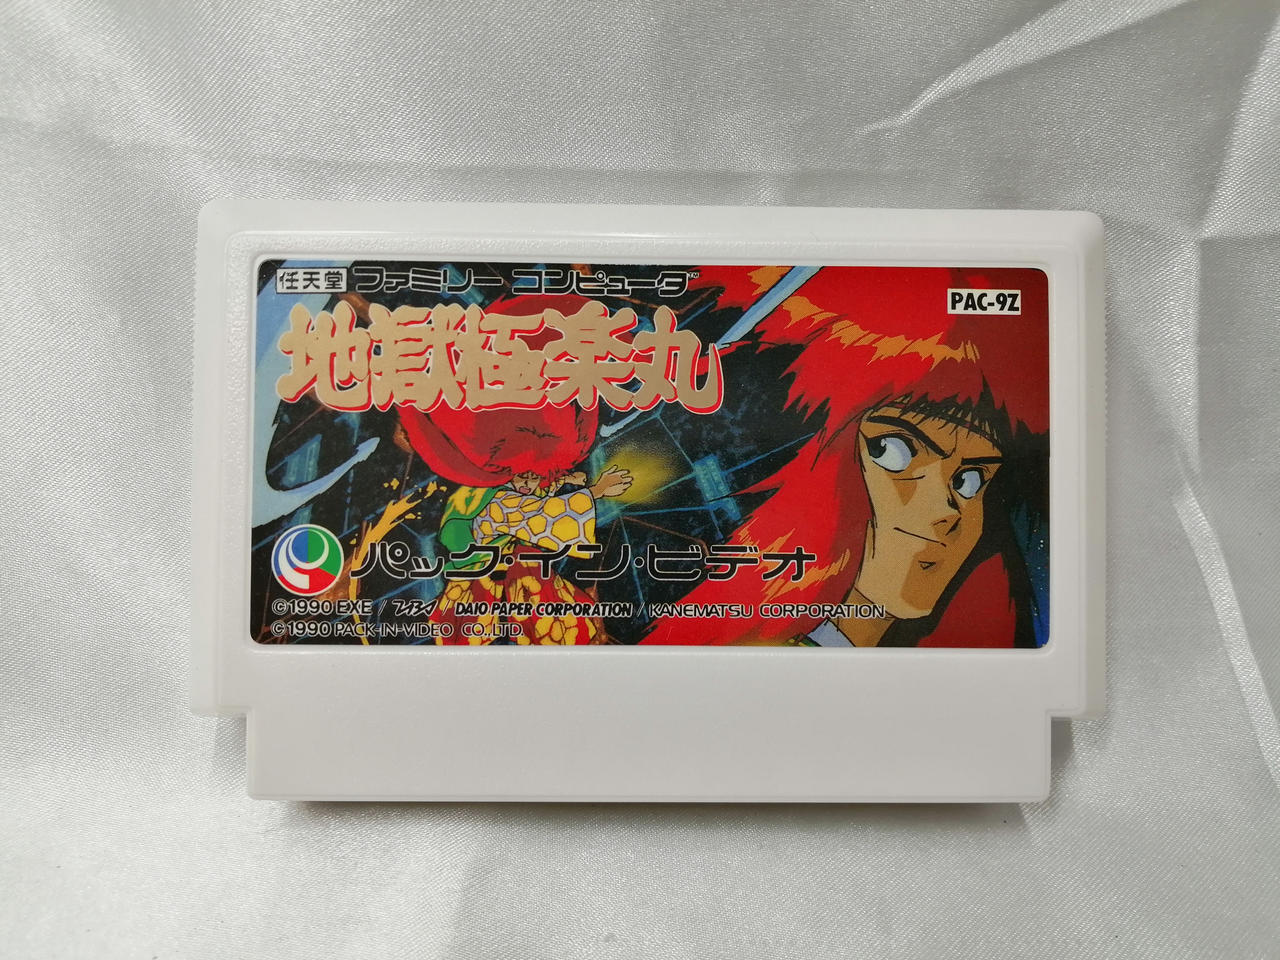 任天堂 ファミリー コンピュータ™
PAC-9Z
地獄極楽丸
パック・イン・ビデオ
©1990 EXE / / DAIO PAPER CORPORATION / KANEMATSU CORPORATION
©1990 PACK-IN-VIDEO CO.,LTD.